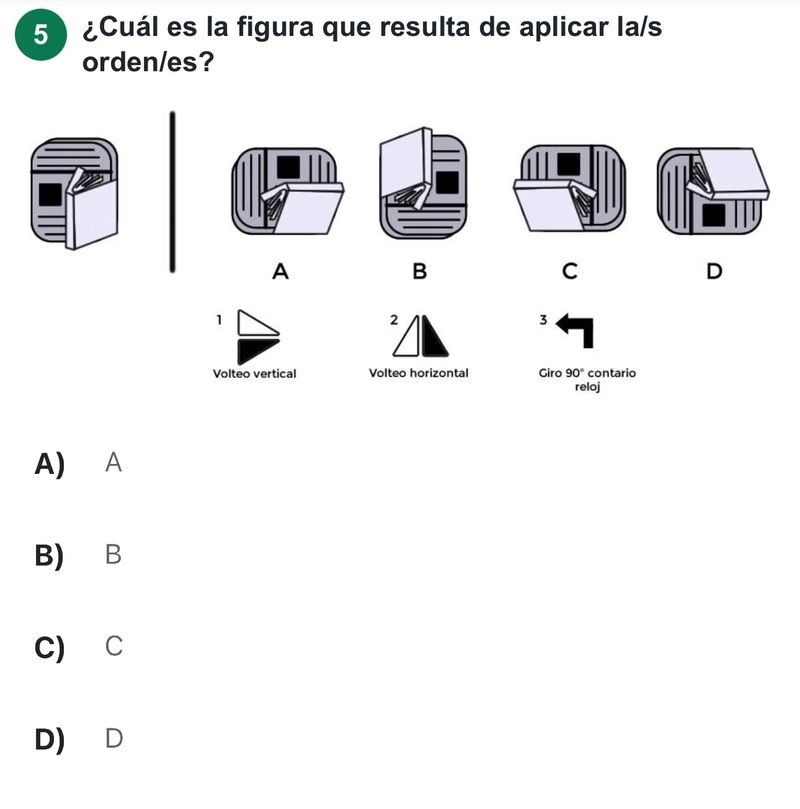 5
¿Cuál es la figura que resulta de aplicar la/s
orden/es?
A
B
C
D
1
2
3
Volteo vertical
Volteo horizontal
Giro 90° contario
reloj
A) A
B) B
C) C
D) D